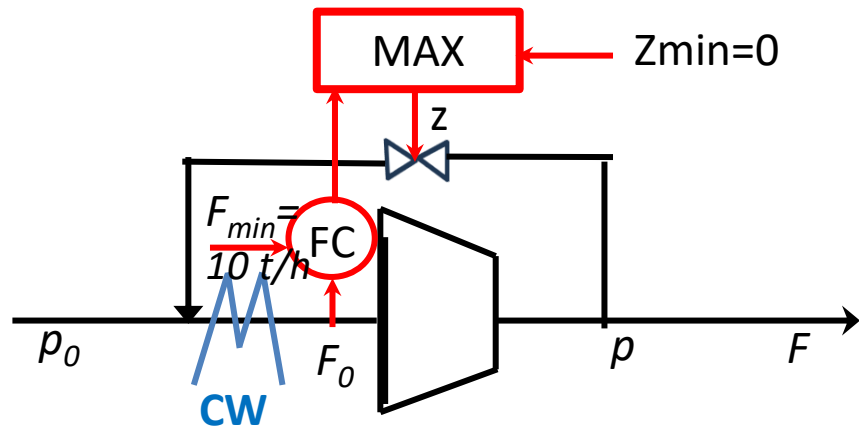 MAX
Zmin=0
z
Fmin=
10 t/h
FC
p0
F0
p
F
CW